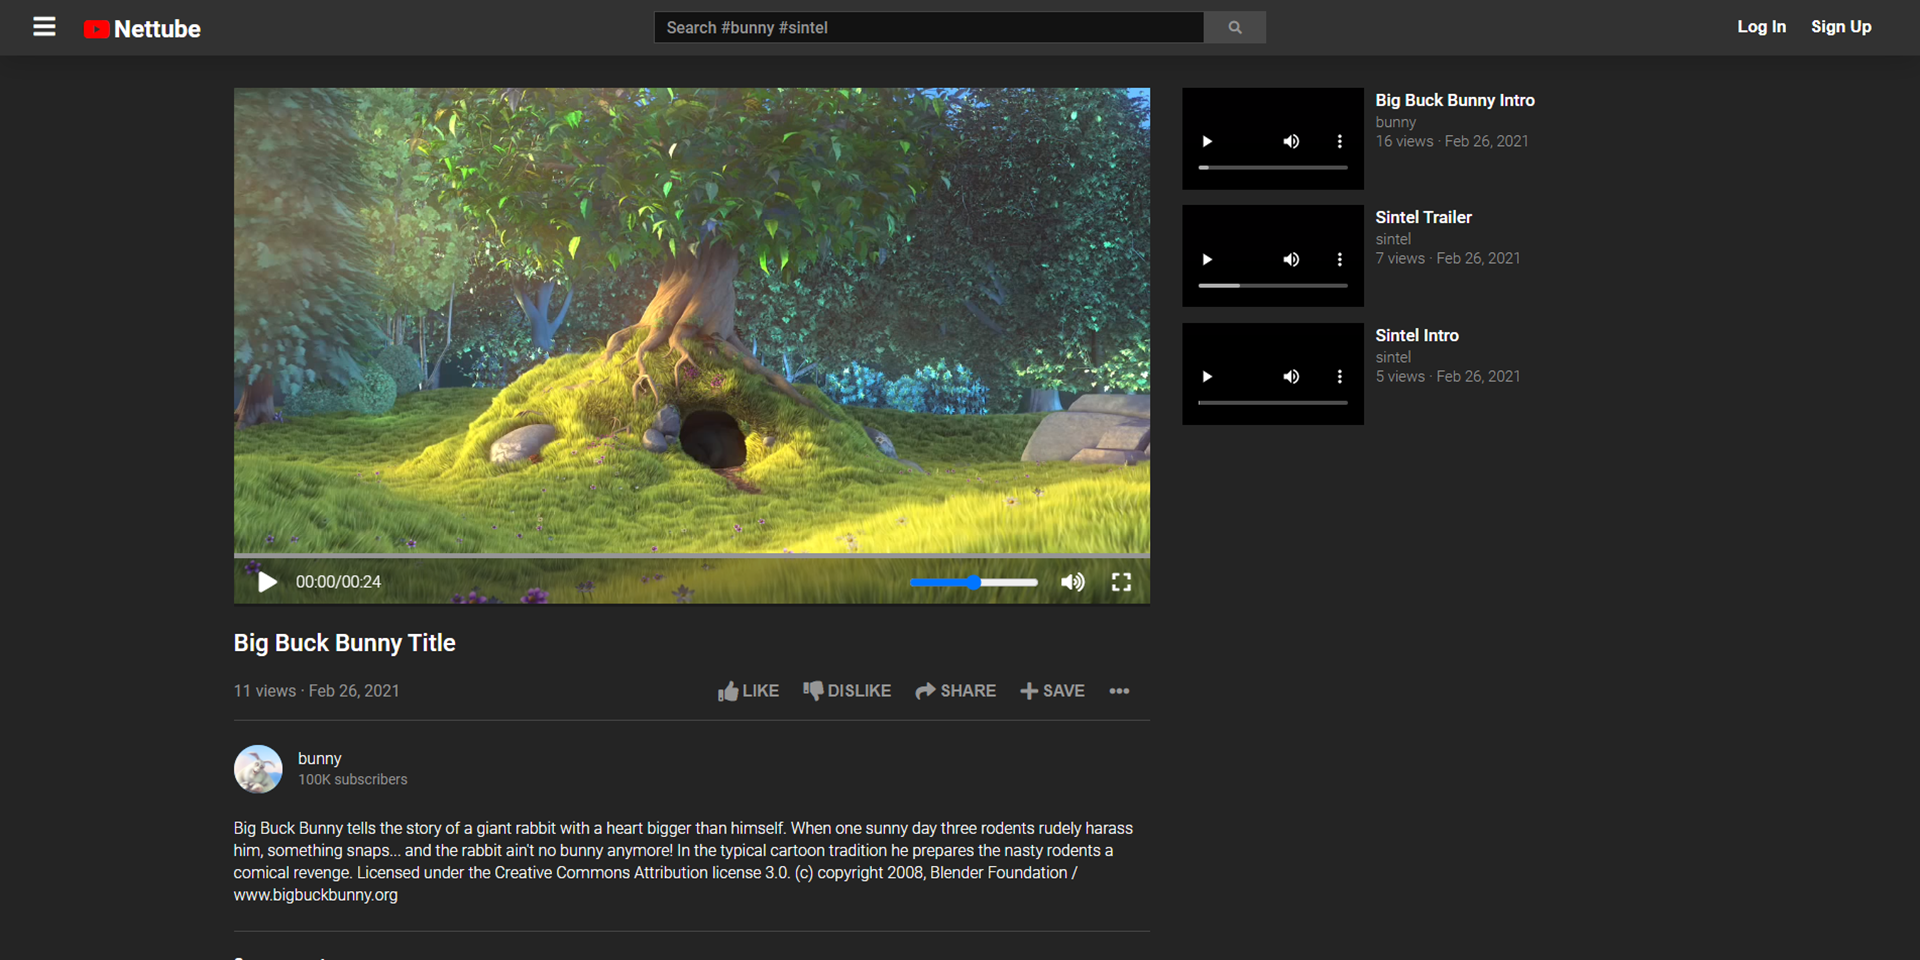 Nettube
Search #bunny #sintel
Log In
Sign Up
00:00/00:24
Big Buck Bunny Title
11 views · Feb 26, 2021
LIKE
DISLIKE
SHARE
SAVE
bunny
100K subscribers
Big Buck Bunny tells the story of a giant rabbit with a heart bigger than himself. When one sunny day three rodents rudely harass
him, something snaps... and the rabbit ain't no bunny anymore! In the typical cartoon tradition he prepares the nasty rodents a
comical revenge. Licensed under the Creative Commons Attribution license 3.0. (c) copyright 2008, Blender Foundation /
www.bigbuckbunny.org
Big Buck Bunny Intro
bunny
16 views · Feb 26, 2021
Sintel Trailer
sintel
7 views · Feb 26, 2021
Sintel Intro
sintel
5 views · Feb 26, 2021